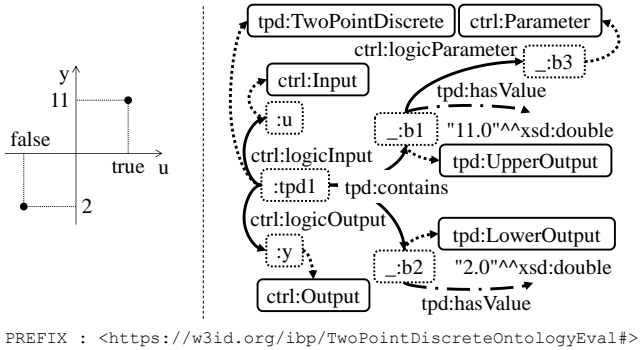 y
11
false
true u
2
tpd:TwoPointDiscrete
ctrl:Parameter
ctrl:logicParameter
_:b3
ctrl:Input
tpd:hasValue
:u
_:b1
"11.0"^^xsd:double
ctrl:logicInput
tpd:UpperOutput
:tpd1
tpd:contains
ctrl:logicOutput
tpd:LowerOutput
:y
_:b2
"2.0"^^xsd:double
ctrl:Output
tpd:hasValue
PREFIX : <https://w3id.org/ibp/TwoPointDiscreteOntologyEval#>